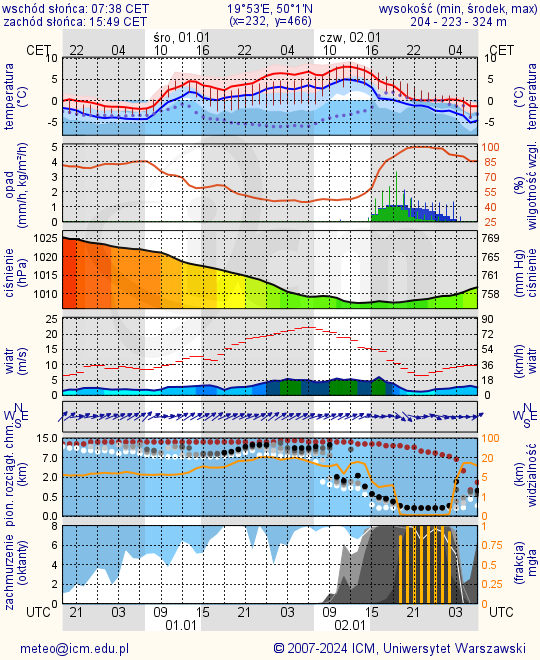 wschód słońca: 07:38 CET 19°53'E, 50°1'N wysokość (min, środek, max)
zachód słońca: 15:49 CET (x=232, y=466) 204 - 223 - 324 m
śro, 01.01 czw, 02.01
CET 22 04 10 16 22 04 10 16 22 04 CET
temperatura (°C)
10 5 0 -5
10 5 0 -5
temperatura (°C)
opad (mm/h, kg/m²/h)
5 4 3 2 1 0
100 85 70 55 40 25
(%) wilgotność wzgl.
ciśnienie (hPa)
1025 1020 1015 1010
769 765 761 758
(mm Hg) ciśnienie
wiatr (m/s)
25 20 15 10 5 0
90 72 54 36 18 0
(km/h) wiatr
N W E S
N W E S
pion. rozciągł. chm. (km)
15.0 7.0 2.0 0.5 0.0
100 20 5 1 0
(km) widzialność
zachmurzenie (oktanty)
8 6 4 2 0
1 0.75 0.5 0.25 0
(frakcja) mgła
UTC 21 03 09 15 21 03 09 15 21 03 UTC
01.01 02.01
meteo@icm.edu.pl © 2007-2024 ICM, Uniwersytet Warszawski